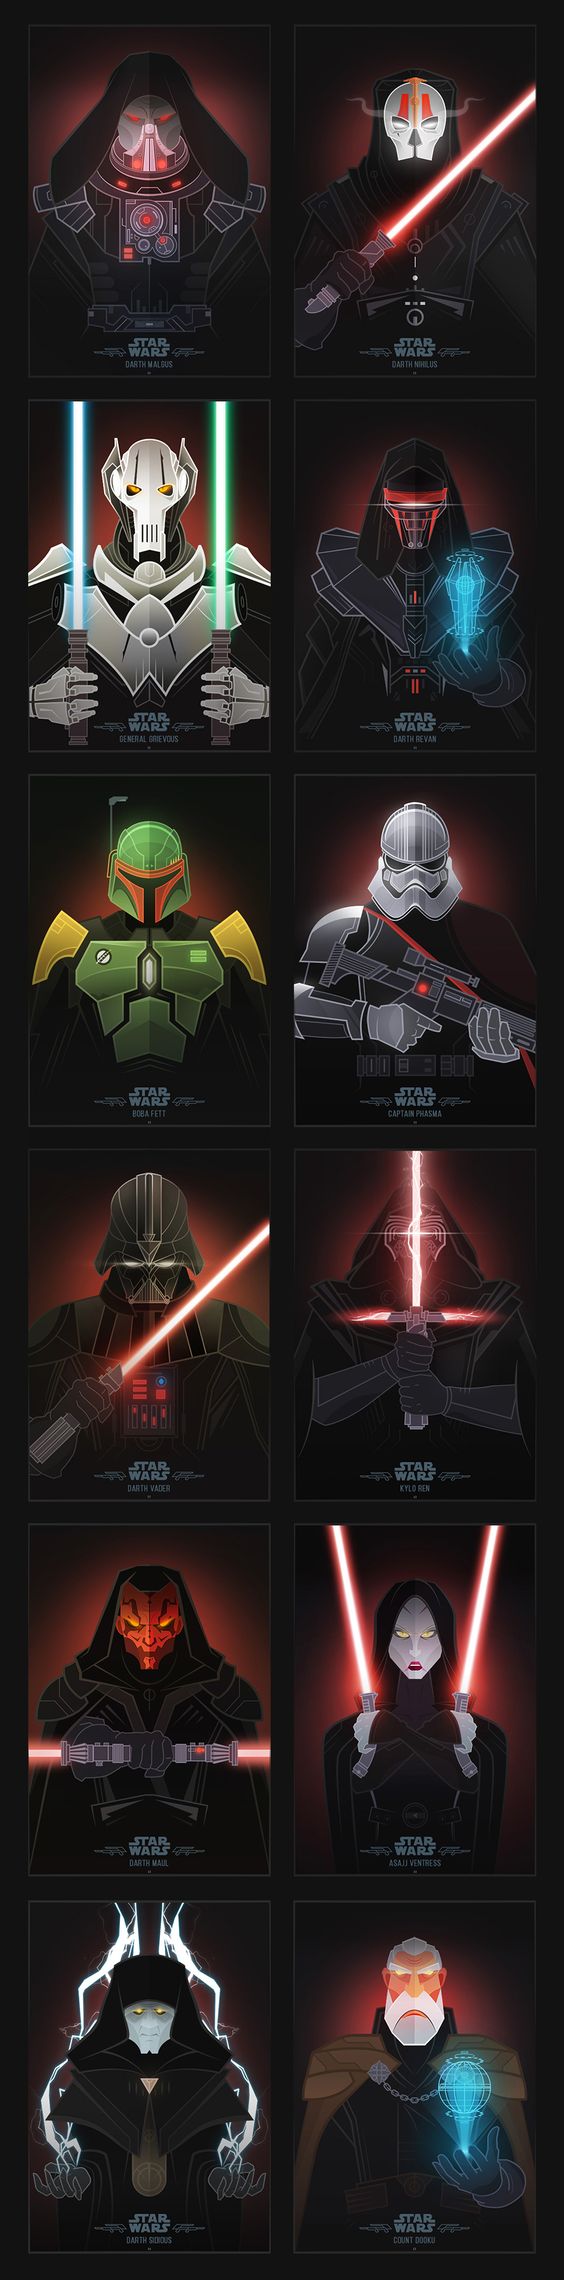 STAR
WARS
DARTH MALGUS
STAR
WARS
DARTH NIHILUS
STAR
WARS
GENERAL GRIEVOUS
STAR
WARS
DARTH REVAN
STAR
WARS
BOBA FETT
STAR
WARS
CAPTAIN PHASMA
STAR
WARS
DARTH VADER
STAR
WARS
KYLO REN
STAR
WARS
DARTH MAUL
STAR
WARS
ASAJJ VENTRESS
STAR
WARS
DARTH SIDIOUS
STAR
WARS
COUNT DOOKU